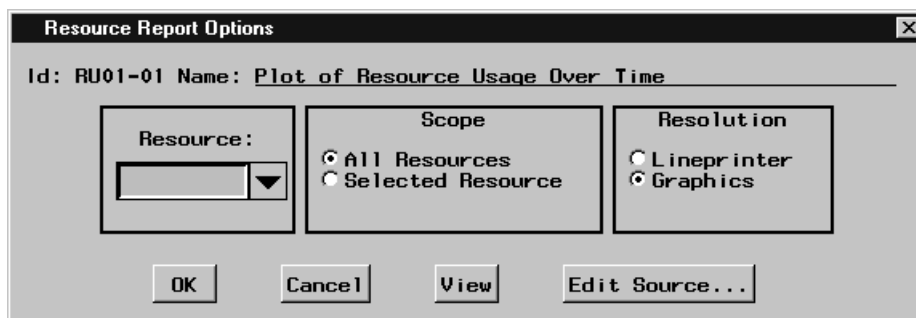 Resource Report Options
Id: RU01-01 Name: Plot of Resource Usage Over Time
Resource:
Scope
All Resources
Selected Resource
Resolution
Lineprinter
Graphics
OK
Cancel
View
Edit Source...